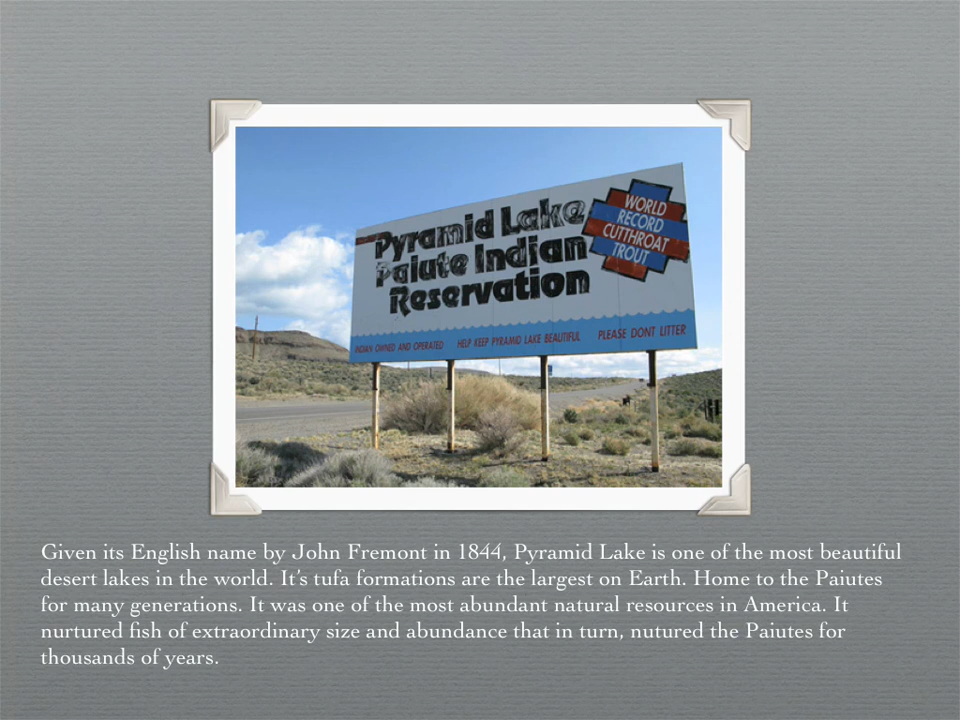 Pyramid Lake
Paiute Indian
Reservation
WORLD
RECORD
CUTTHROAT
TROUT
INDIAN OWNED AND OPERATED HELP KEEP PYRAMID LAKE BEAUTIFUL PLEASE DONT LITTER
Given its English name by John Fremont in 1844, Pyramid Lake is one of the most beautiful
desert lakes in the world. It's tufa formations are the largest on Earth. Home to the Paiutes
for many generations. It was one of the most abundant natural resources in America. It
nurtured fish of extraordinary size and abundance that in turn, nutured the Paiutes for
thousands of years.